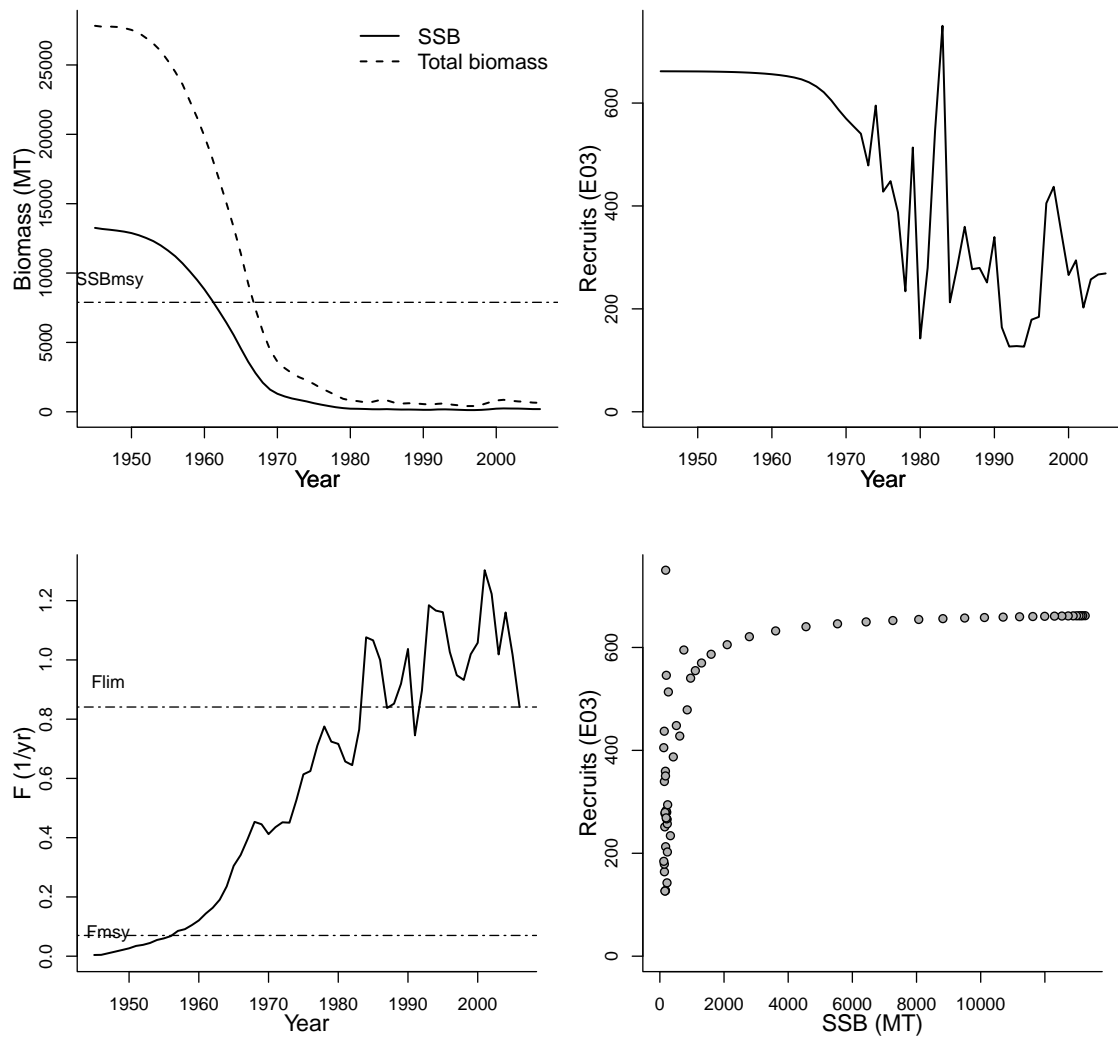 SSB
Total biomass
Biomass (MT)
25000
20000
15000
10000
5000
0
SSBmsy
1950 1960 1970 1980 1990 2000
Year
Recruits (E03)
600
400
200
0
1950 1960 1970 1980 1990 2000
Year
F (1/yr)
1.2
1.0
0.8
0.6
0.4
0.2
0.0
Flim
Fmsy
1950 1960 1970 1980 1990 2000
Year
Recruits (E03)
600
400
200
0
0 2000 4000 6000 8000 10000
SSB (MT)